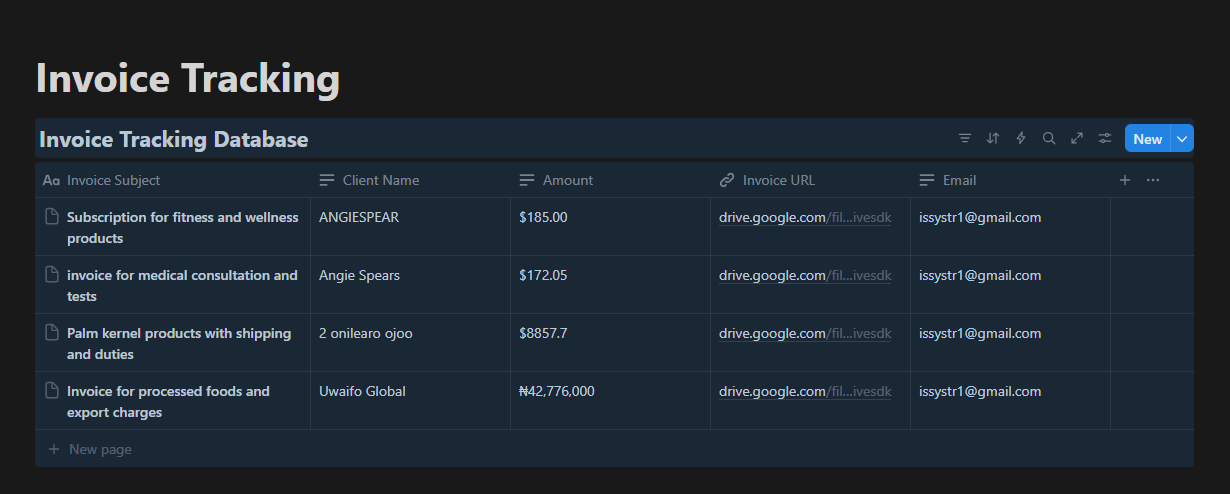 Invoice Tracking
Invoice Tracking Database
New
Aa Invoice Subject
Client Name
Amount
Invoice URL
Email
Subscription for fitness and wellness
products
ANGIESPEAR
$185.00
drive.google.com/fil...ivesdk
issystr1@gmail.com
invoice for medical consultation and
tests
Angie Spears
$172.05
drive.google.com/fil...ivesdk
issystr1@gmail.com
Palm kernel products with shipping
and duties
2 onilearo ojoo
$8857.7
drive.google.com/fil...ivesdk
issystr1@gmail.com
Invoice for processed foods and
export charges
Uwaifo Global
₦42,776,000
drive.google.com/fil...ivesdk
issystr1@gmail.com
New page